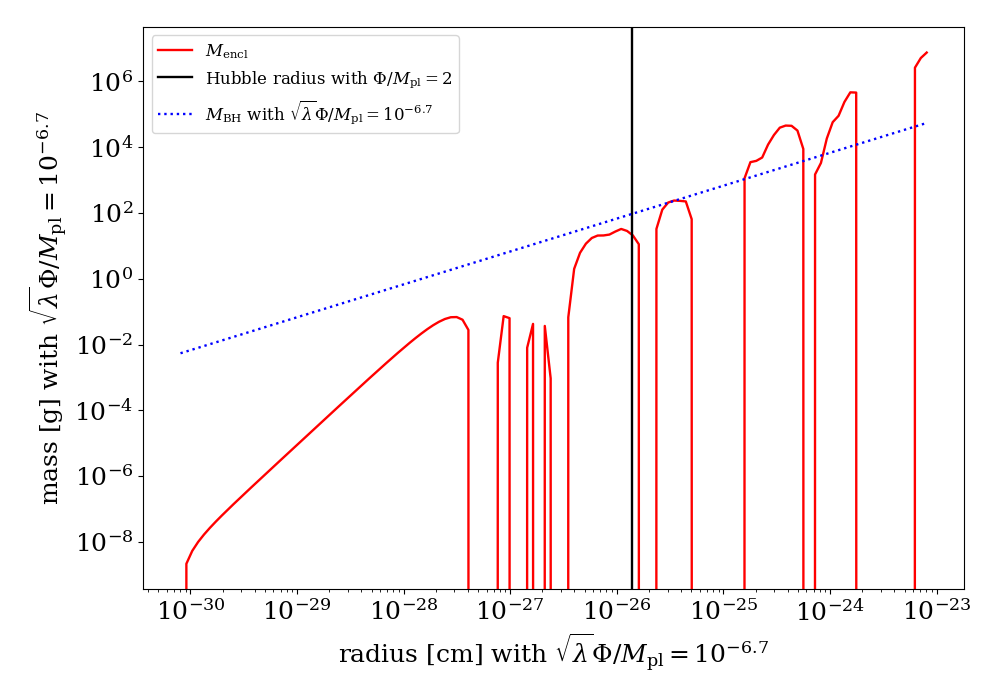 M_encl
Hubble radius with Φ/M_pl = 2
M_BH with √λΦ/M_pl = 10^−6.7
mass [g] with √λΦ/M_pl = 10^−6.7
10^6
10^4
10^2
10^0
10^−2
10^−4
10^−6
10^−8
10^−30 10^−29 10^−28 10^−27 10^−26 10^−25 10^−24 10^−23
radius [cm] with √λΦ/M_pl = 10^−6.7